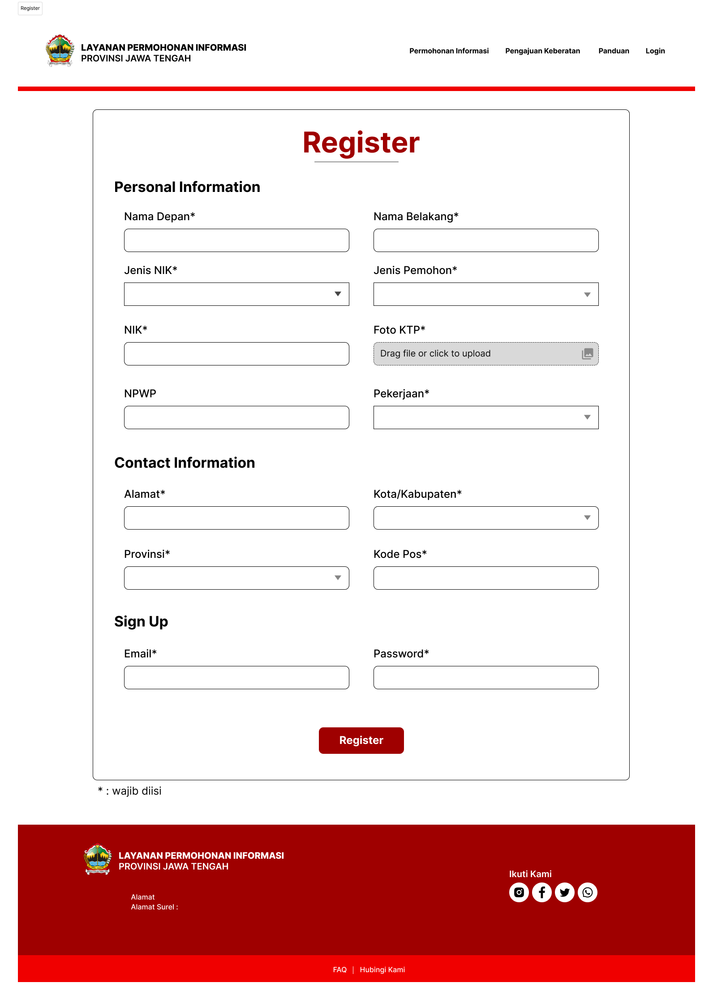 Register
LAYANAN PERMOHONAN INFORMASI
PROVINSI JAWA TENGAH
Permohonan Informasi
Pengajuan Keberatan
Panduan
Login
Register
Personal Information
Nama Depan*
Nama Belakang*
Jenis NIK*
Jenis Pemohon*
NIK*
Foto KTP*
Drag file or click to upload
NPWP
Pekerjaan*
Contact Information
Alamat*
Kota/Kabupaten*
Provinsi*
Kode Pos*
Sign Up
Email*
Password*
Register
* : wajib diisi
LAYANAN PERMOHONAN INFORMASI
PROVINSI JAWA TENGAH
Alamat
Alamat Surel :
Ikuti Kami
FAQ | Hubingi Kami